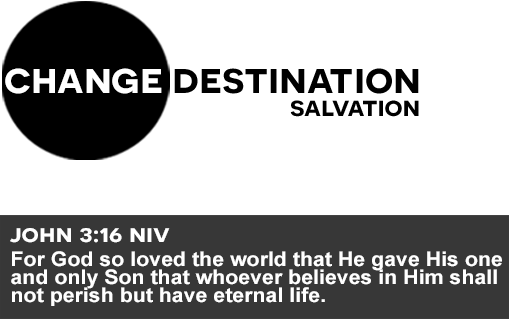 CHANGE DESTINATION
SALVATION
JOHN 3:16 NIV
For God so loved the world that He gave His one
and only Son that whoever believes in Him shall
not perish but have eternal life.